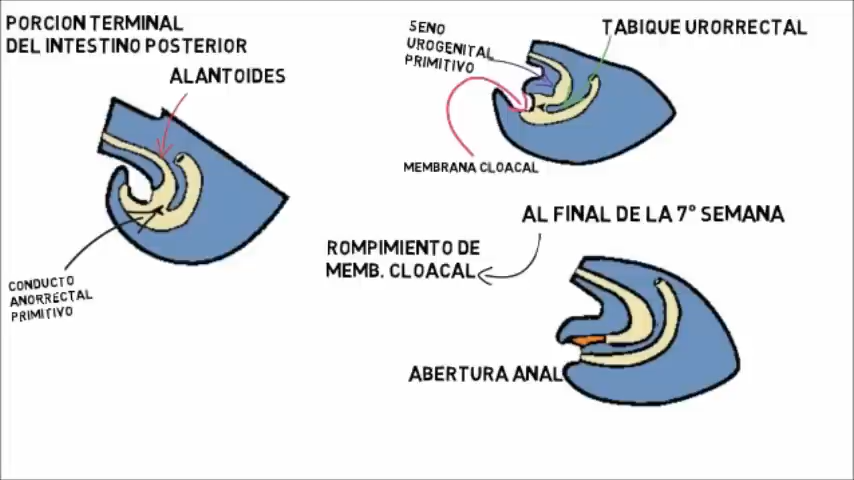 PORCION TERMINAL
DEL INTESTINO POSTERIOR
ALANTOIDES
CONDUCTO
ANORRECTAL
PRIMITIVO
SENO
UROGENITAL
PRIMITIVO
TABIQUE URORRECTAL
MEMBRANA CLOACAL
AL FINAL DE LA 7° SEMANA
ROMPIMIENTO DE
MEMB. CLOACAL
ABERTURA ANAL